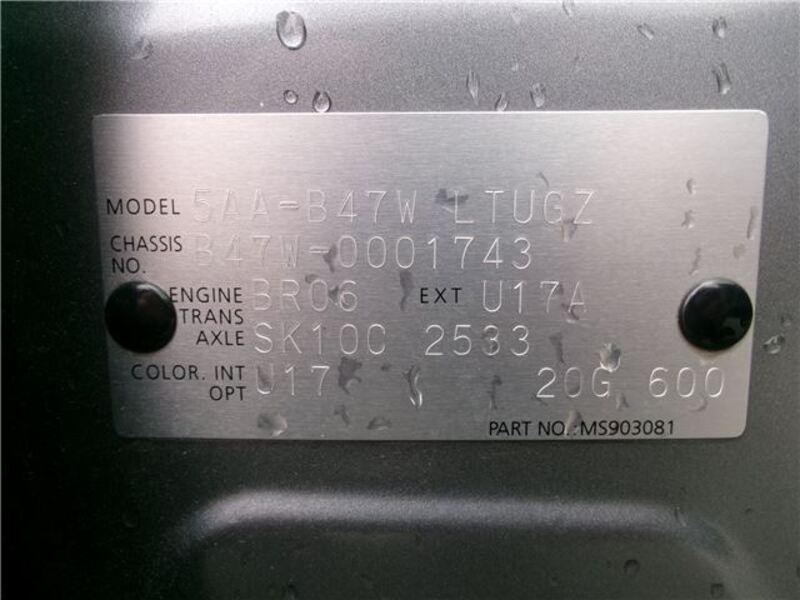 MODEL 5AA-B47W LTUGZ
CHASSIS NO. B47W-0001743
ENGINE BR06 EXT U17A
TRANS AXLE SK10C 2533
COLOR. INT OPT U17 20G 600
PART NO.:MS903081